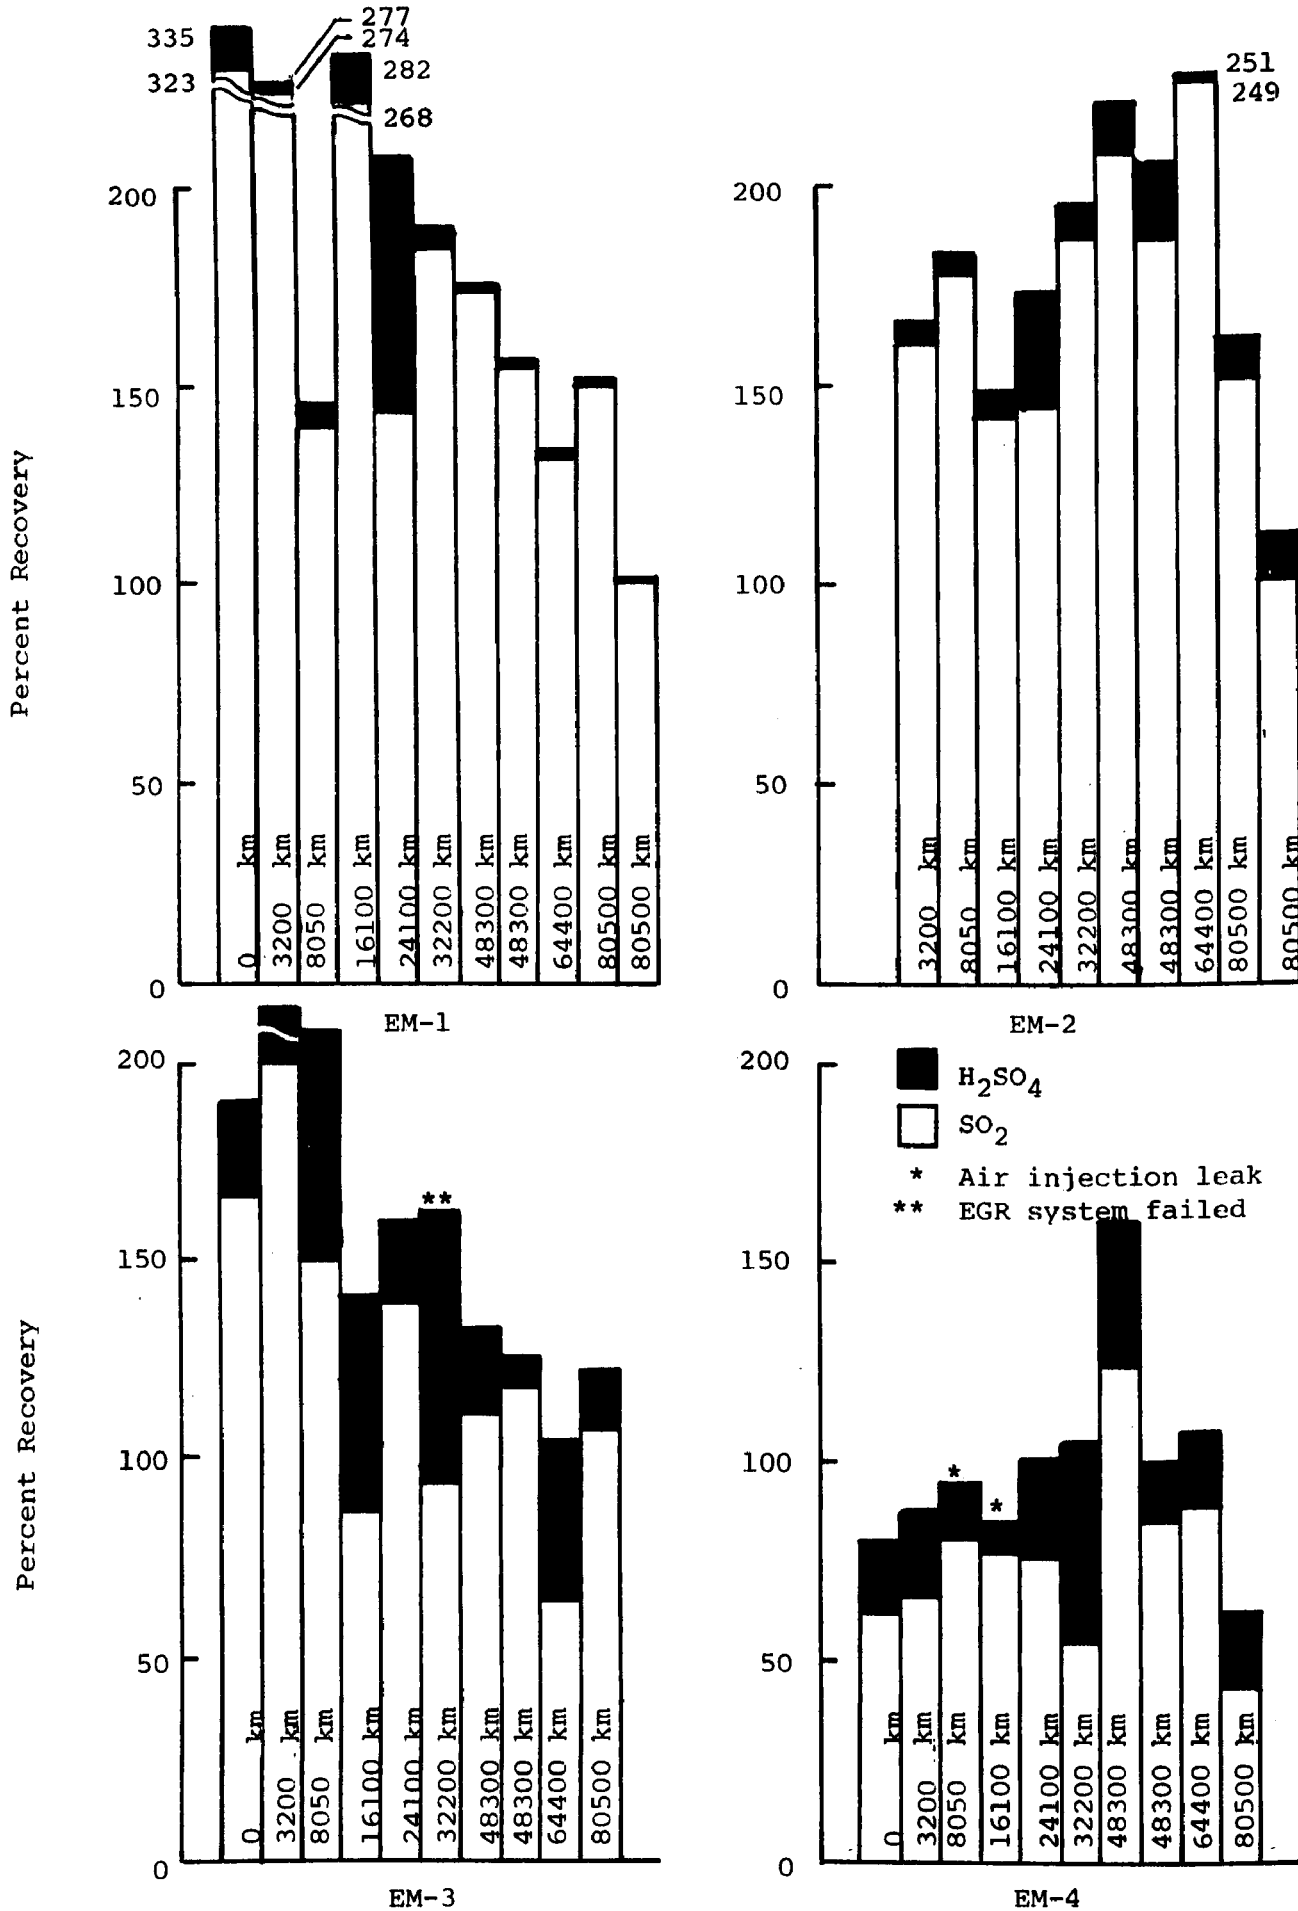 335
323
277
274
282
268
251
249
200
150
100
50
0
Percent Recovery
0 km
3200 km
8050 km
16100 km
24100 km
32200 km
48300 km
48300 km
64400 km
80500 km
80500 km
EM-1
200
150
100
50
0
3200 km
8050 km
16100 km
24100 km
32200 km
48300 km
48300 km
64400 km
80500 km
80500 km
EM-2
200
150
100
50
0
Percent Recovery
**
0 km
3200 km
8050 km
16100 km
24100 km
32200 km
48300 km
48300 km
64400 km
80500 km
EM-3
200
150
100
50
0
H₂SO₄
SO₂
* Air injection leak
** EGR system failed
*
*
0 km
3200 km
8050 km
16100 km
24100 km
32200 km
48300 km
48300 km
64400 km
80500 km
EM-4